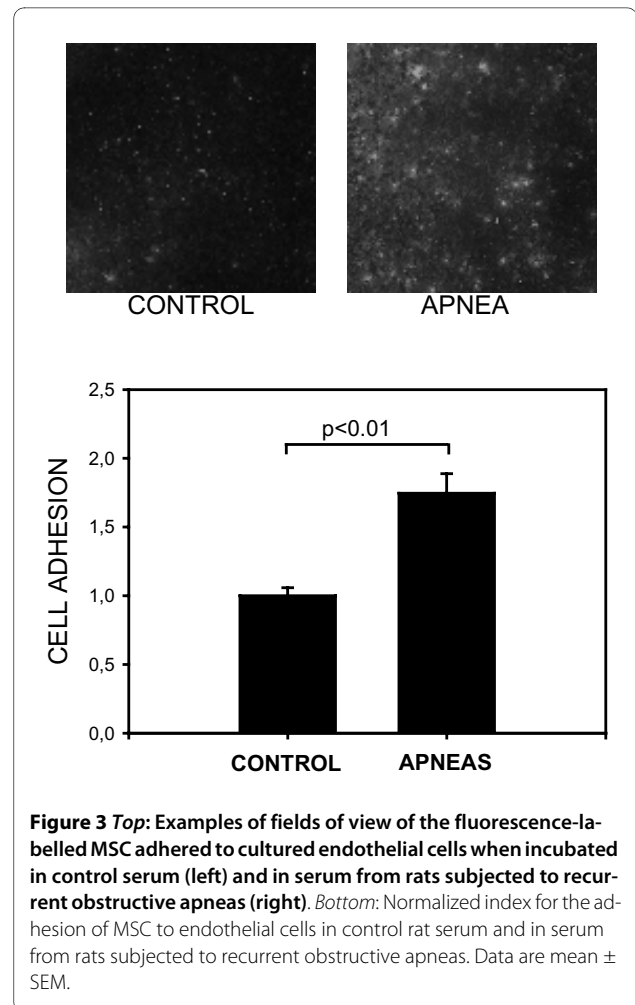 CONTROL APNEA
2,5
2,0
1,5
1,0
0,5
0,0
CELL ADHESION
p<0.01
CONTROL APNEAS
Figure 3 Top: Examples of fields of view of the fluorescence-la-
belled MSC adhered to cultured endothelial cells when incubated
in control serum (left) and in serum from rats subjected to recur-
rent obstructive apneas (right). Bottom: Normalized index for the ad-
hesion of MSC to endothelial cells in control rat serum and in serum
from rats subjected to recurrent obstructive apneas. Data are mean ±
SEM.